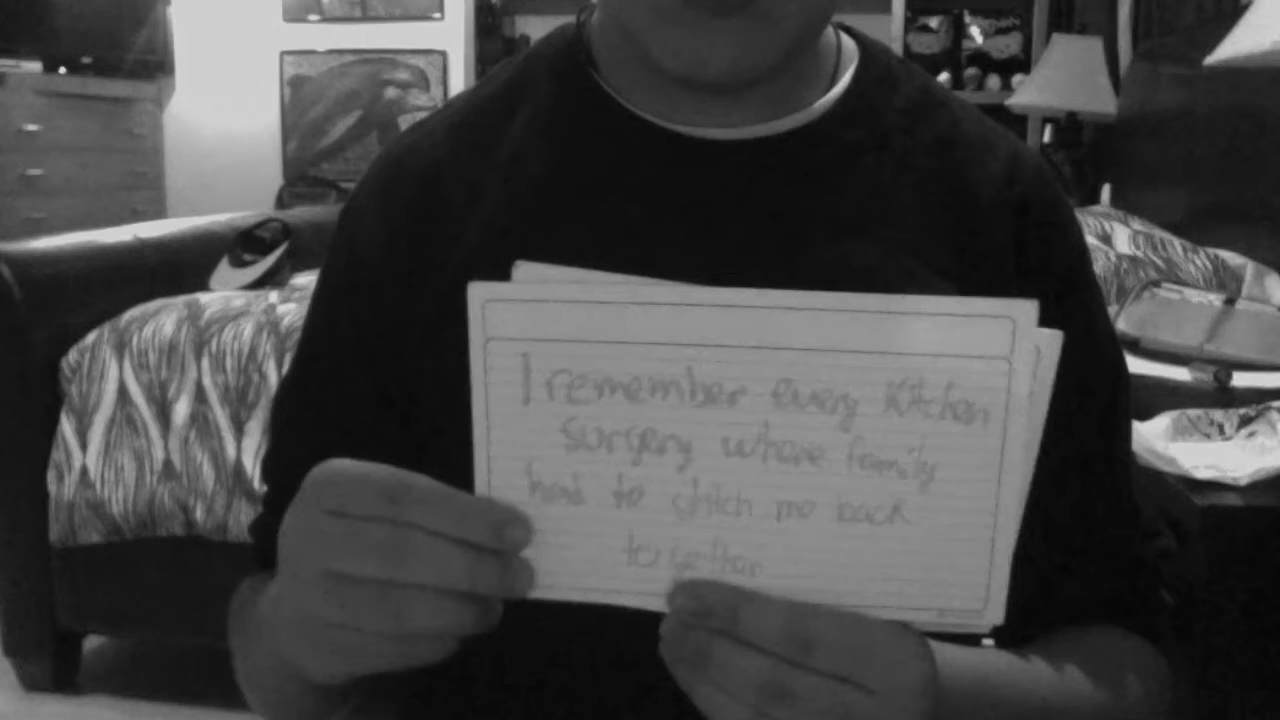 I remember every kitchen
surgery where family
had to stitch me back
together